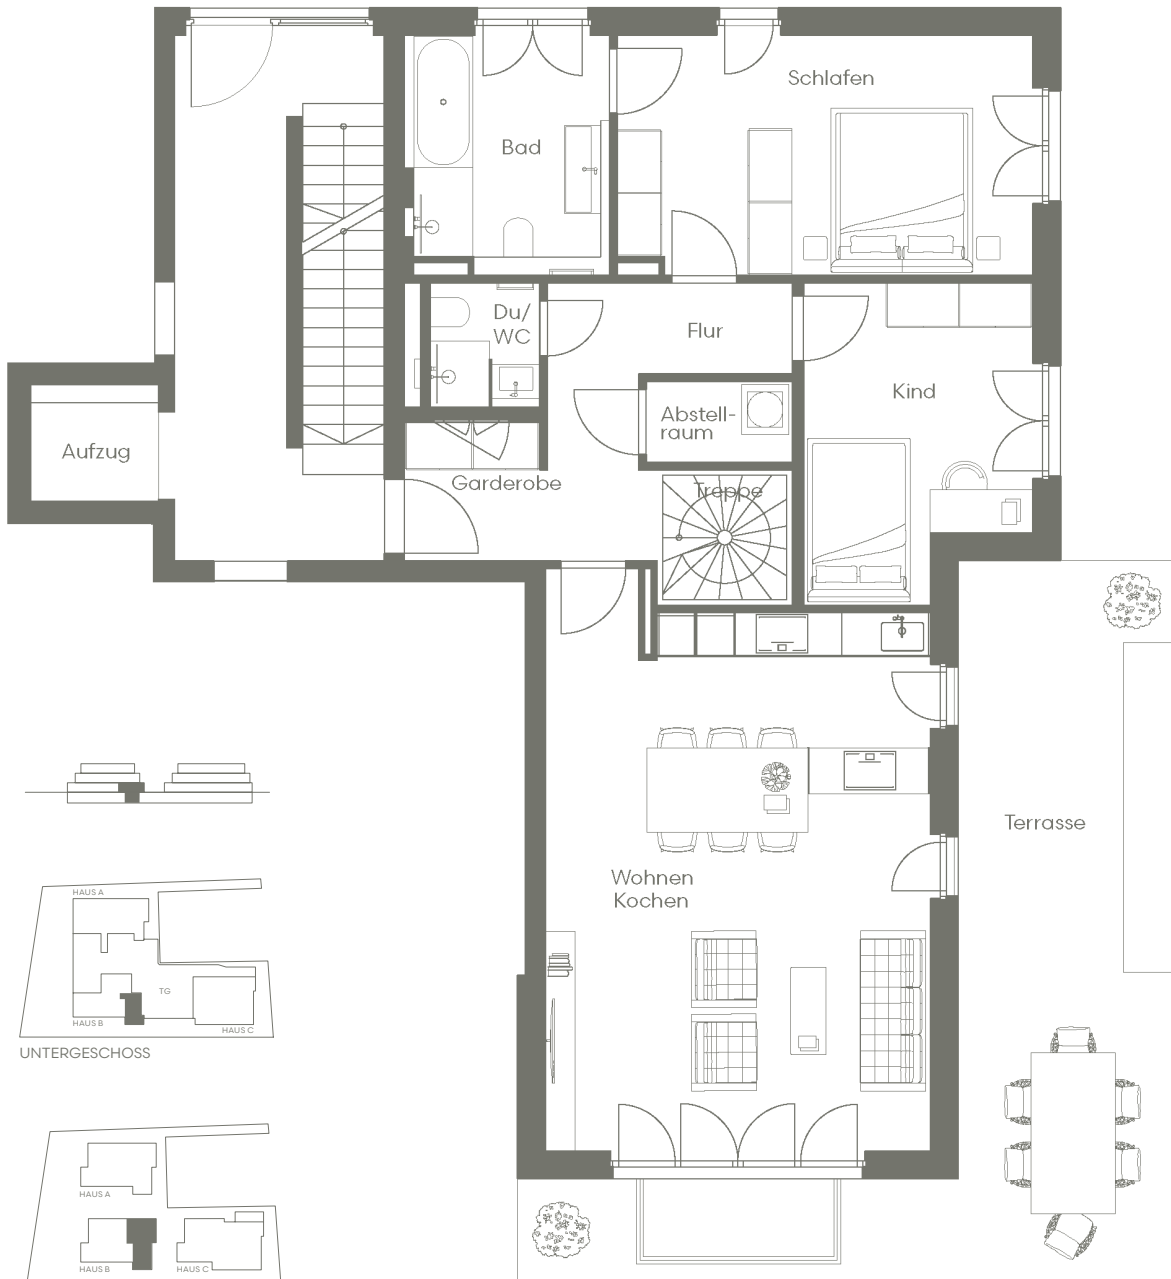 Schlafen
Bad
Du/
WC
Flur
Kind
Abstell-
raum
Aufzug
Garderobe
Treppe
Terrasse
Wohnen
Kochen
HAUS A
TG
HAUS B
HAUS C
UNTERGESCHOSS
HAUS A
HAUS B
HAUS C